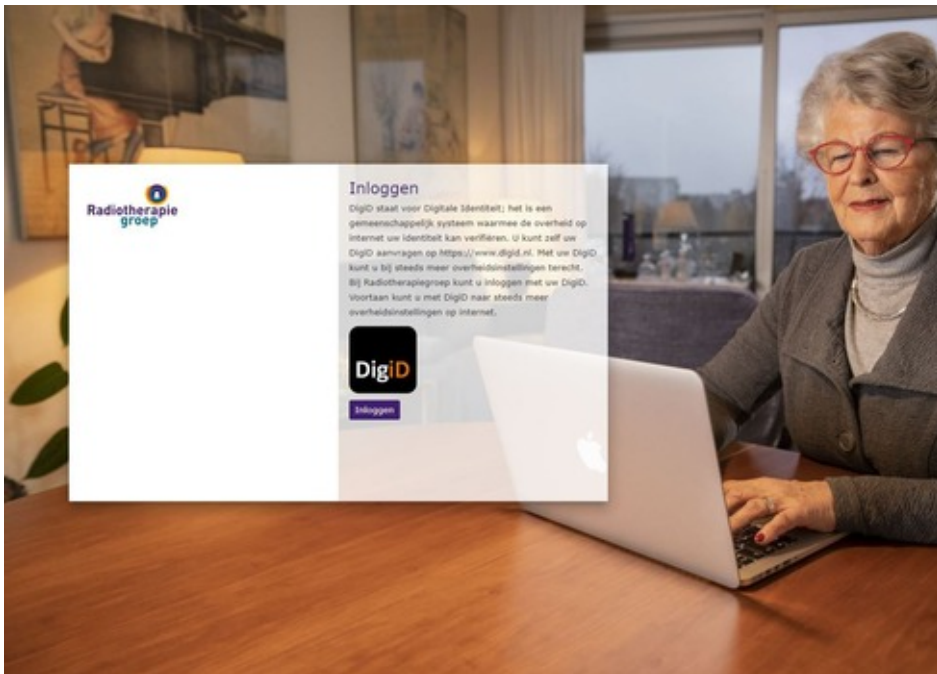 Radiotherapie
groep
Inloggen
DigiD staat voor Digitale Identiteit; het is een
gemeenschappelijk systeem waarmee de overheid op
internet uw identiteit kan verifiëren. U kunt zelf uw
DigiD aanvragen op https://www.digid.nl. Met uw DigiD
kunt u bij steeds meer overheidsinstellingen terecht.
Bij Radiotherapiegroep kunt u inloggen met uw DigiD.
Voortaan kunt u met DigiD naar steeds meer
overheidsinstellingen op internet.
DigiD
Inloggen